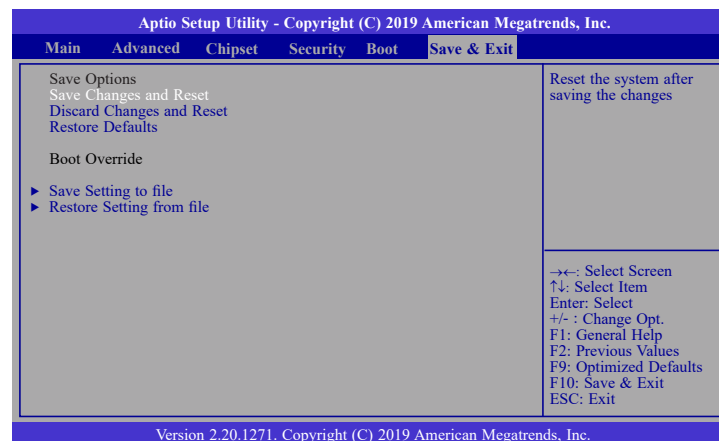 Aptio Setup Utility - Copyright (C) 2019 American Megatrends, Inc.
Main Advanced Chipset Security Boot Save & Exit
Save Options
Save Changes and Reset
Discard Changes and Reset
Restore Defaults
Boot Override
► Save Setting to file
► Restore Setting from file
Reset the system after
saving the changes
→←: Select Screen
↑↓: Select Item
Enter: Select
+/- : Change Opt.
F1: General Help
F2: Previous Values
F9: Optimized Defaults
F10: Save & Exit
ESC: Exit
Version 2.20.1271. Copyright (C) 2019 American Megatrends, Inc.